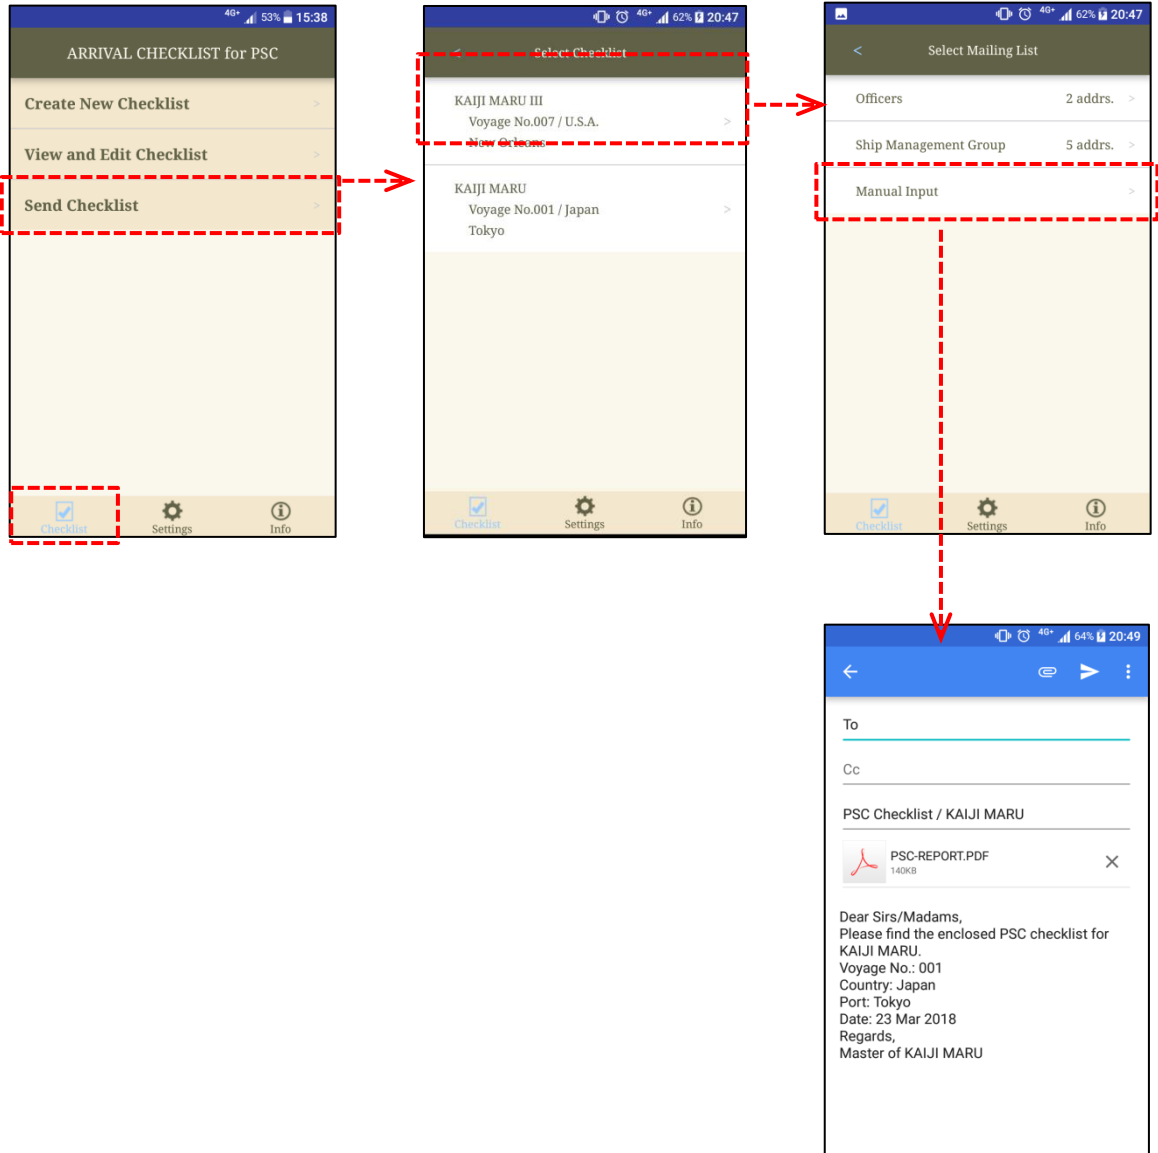 4G+ 53% 15:38
ARRIVAL CHECKLIST for PSC
Create New Checklist >
View and Edit Checklist >
Send Checklist >
Checklist Settings Info
4G+ 62% 20:47
< Select Checklist
KAIJI MARU III
Voyage No.007 / U.S.A. >
New Orleans
KAIJI MARU
Voyage No.001 / Japan >
Tokyo
Checklist Settings Info
4G+ 62% 20:47
< Select Mailing List
Officers 2 addrs. >
Ship Management Group 5 addrs. >
Manual Input >
Checklist Settings Info
4G+ 64% 20:49
To
Cc
PSC Checklist / KAIJI MARU
PSC-REPORT.PDF
140KB
Dear Sirs/Madams,
Please find the enclosed PSC checklist for
KAIJI MARU.
Voyage No.: 001
Country: Japan
Port: Tokyo
Date: 23 Mar 2018
Regards,
Master of KAIJI MARU